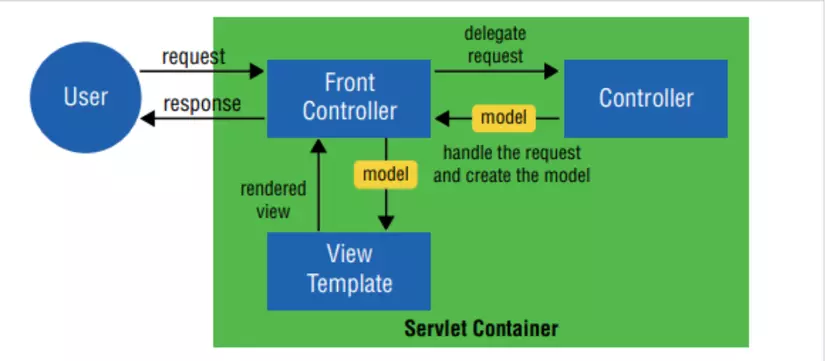 request
User
response
Front
Controller
delegate
request
Controller
model
handle the request
and create the model
model
rendered
view
View
Template
Servlet Container